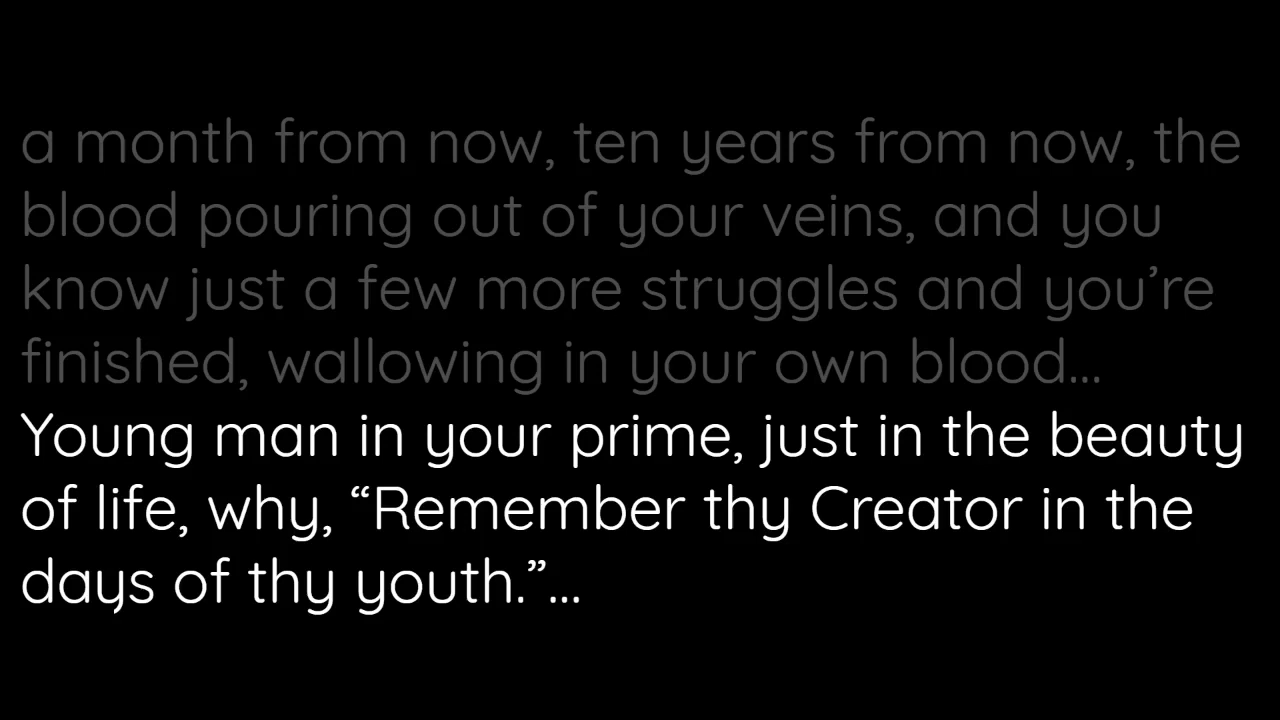 a month from now, ten years from now, the
blood pouring out of your veins, and you
know just a few more struggles and you’re
finished, wallowing in your own blood...
Young man in your prime, just in the beauty
of life, why, “Remember thy Creator in the
days of thy youth.”...